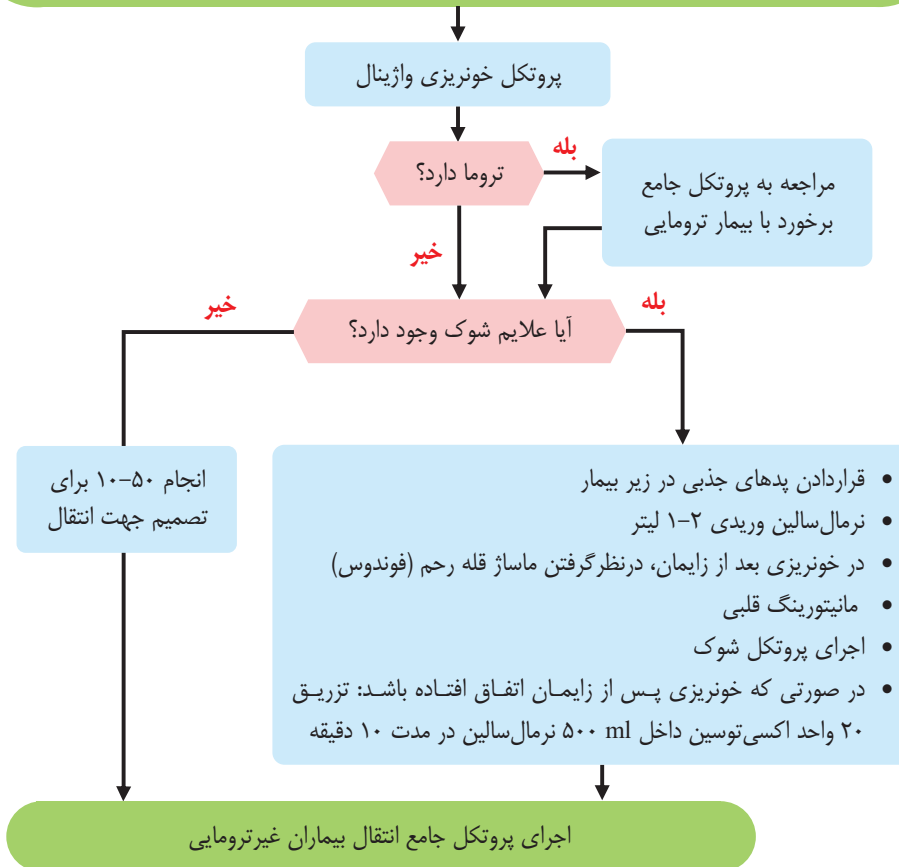 پروتکل خونریزی واژینال
تروما دارد؟
بله
مراجعه به پروتکل جامع
برخورد با بیمار ترومایی
خیر
آیا علایم شوک وجود دارد؟
بله
خیر
• قراردادن پدهای جذبی در زیر بیمار
• نرمال‌سالین وریدی ۲–۱ لیتر
• در خونریزی بعد از زایمان، درنظرگرفتن ماساژ قله رحم (فوندوس)
• مانیتورینگ قلبی
• اجرای پروتکل شوک
• در صورتی که خونریزی پس از زایمان اتفاق افتاده باشد: تزریق
۲۰ واحد اکسی‌توسین داخل ۵۰۰ ml نرمال‌سالین در مدت ۱۰ دقیقه
انجام ۵۰–۱۰ برای
تصمیم جهت انتقال
اجرای پروتکل جامع انتقال بیماران غیرترومایی